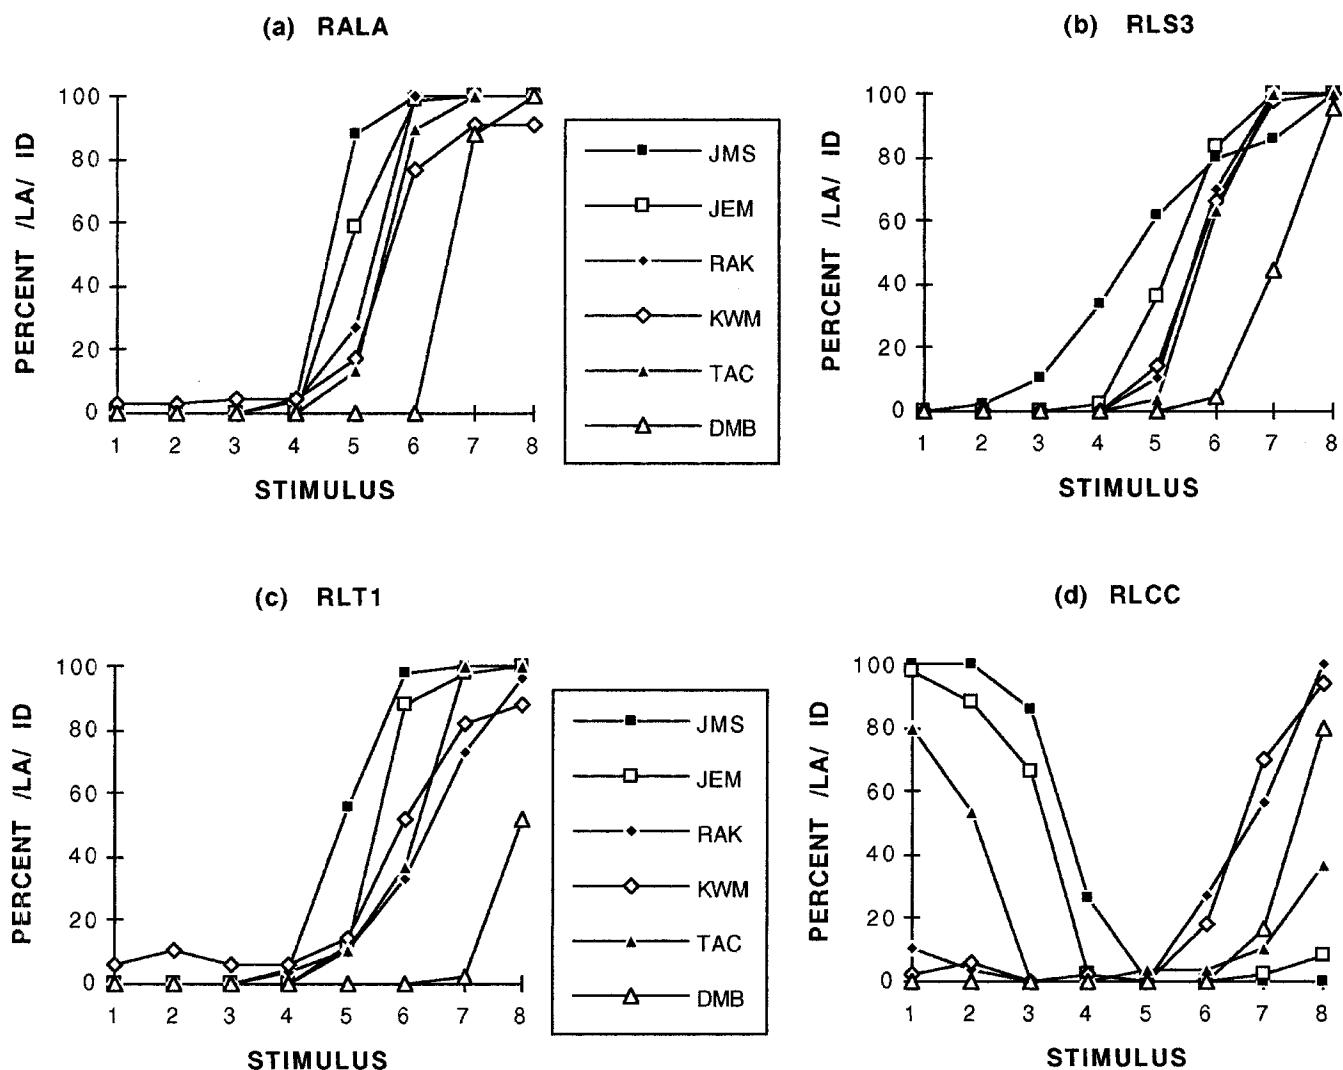 (a) RALA
PERCENT /LA/ ID
100
80
60
40
20
0
1 2 3 4 5 6 7 8
STIMULUS
JMS
JEM
RAK
KWM
TAC
DMB
(b) RLS3
PERCENT /LA/ ID
100
80
60
40
20
0
1 2 3 4 5 6 7 8
STIMULUS
(c) RLT1
PERCENT /LA/ ID
100
80
60
40
20
0
1 2 3 4 5 6 7 8
STIMULUS
JMS
JEM
RAK
KWM
TAC
DMB
(d) RLCC
PERCENT /LA/ ID
100
80
60
40
20
0
1 2 3 4 5 6 7 8
STIMULUS